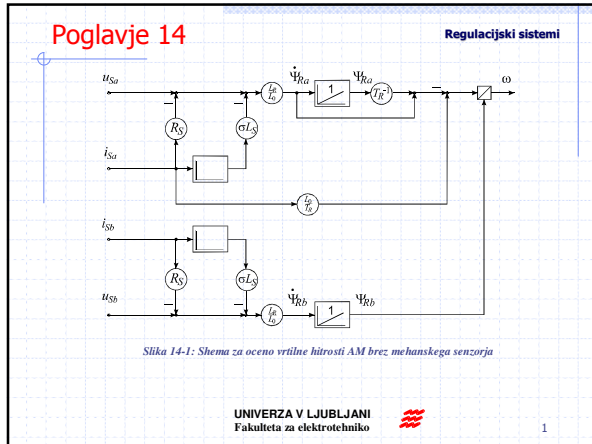 Poglavje 14
Regulacijski sistemi
u_Sa
−
−
L_R/L_0
Ψ̇_Ra
1
Ψ_Ra
T_R^-1
−
ω
R_S
σL_S
i_Sa
L_0/T_R
i_Sb
R_S
σL_S
u_Sb
−
−
L_R/L_0
Ψ̇_Rb
1
Ψ_Rb
Slika 14-1: Shema za oceno vrtilne hitrosti AM brez mehanskega senzorja
UNIVERZA V LJUBLJANI
Fakulteta za elektrotehniko
1